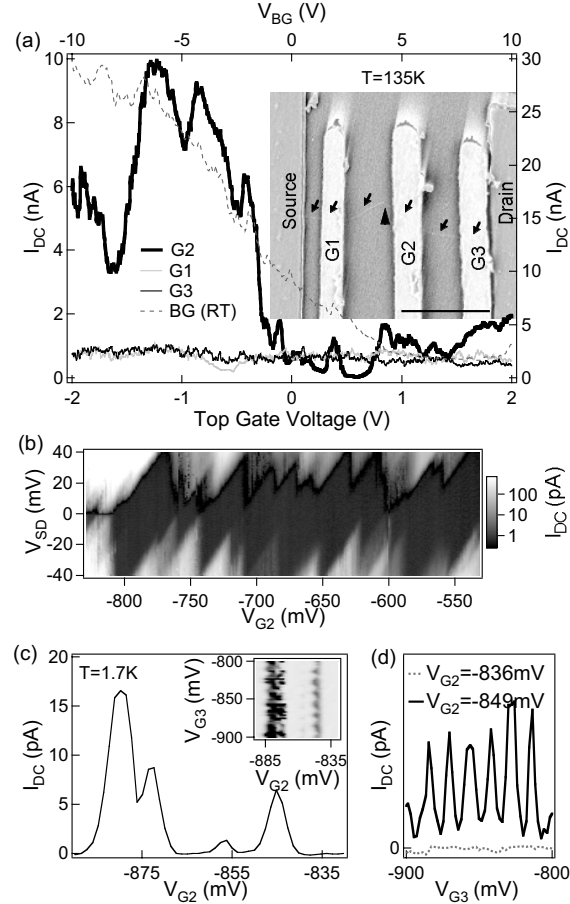 V_BG (V)
(a) -10 -5 0 5 10
T=135K
10 8 6 4 2 0
I_DC (nA)
30 25 20 15 10 5 0
I_DC (nA)
Source
G1
G2
G3
Drain
G2
G1
G3
BG (RT)
-2 -1 0 1 2
Top Gate Voltage (V)
(b)
40 20 0 -20 -40
V_SD (mV)
100
10
1
I_DC (pA)
-800 -750 -700 -650 -600 -550
V_G2 (mV)
(c)
20 15 10 5 0
I_DC (pA)
T=1.7K
-800
-850
-900
V_G3 (mV)
-885 -835
V_G2 (mV)
-875 -855 -835
V_G2 (mV)
(d)
V_G2=-836mV
V_G2=-849mV
I_DC (pA)
0
-900 -800
V_G3 (mV)